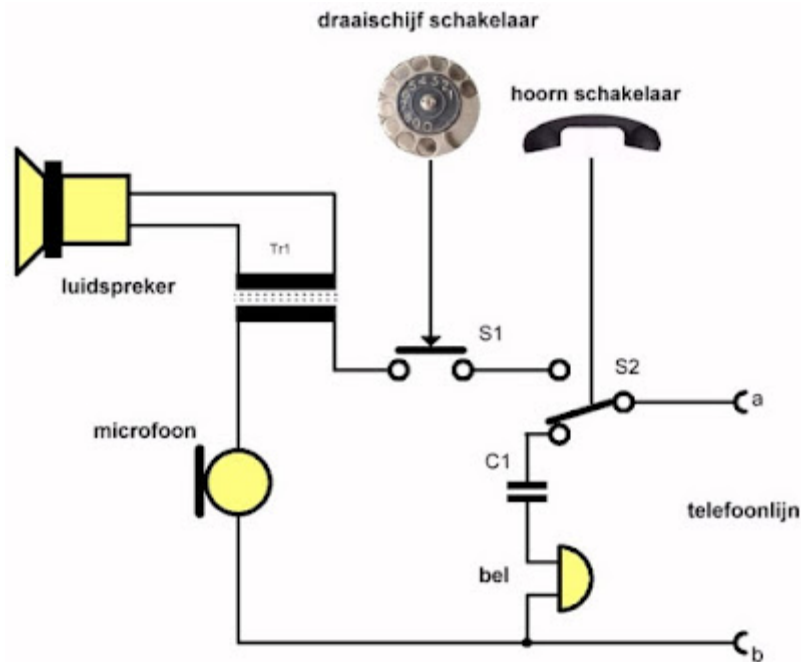 draaischijf schakelaar
hoorn schakelaar
Tr1
luidspreker
S1
S2
a
microfoon
C1
telefoonlijn
bel
b